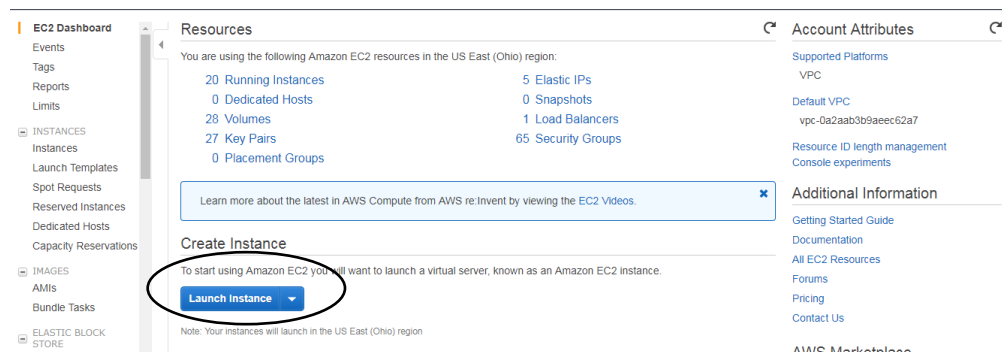 EC2 Dashboard
Events
Tags
Reports
Limits
INSTANCES
Instances
Launch Templates
Spot Requests
Reserved Instances
Dedicated Hosts
Capacity Reservations
IMAGES
AMIs
Bundle Tasks
ELASTIC BLOCK
STORE
Resources
You are using the following Amazon EC2 resources in the US East (Ohio) region:
20 Running Instances
0 Dedicated Hosts
28 Volumes
27 Key Pairs
0 Placement Groups
5 Elastic IPs
0 Snapshots
1 Load Balancers
65 Security Groups
Learn more about the latest in AWS Compute from AWS re:Invent by viewing the EC2 Videos.
Create Instance
To start using Amazon EC2 you will want to launch a virtual server, known as an Amazon EC2 instance.
Launch Instance
Note: Your instances will launch in the US East (Ohio) region
Account Attributes
Supported Platforms
VPC
Default VPC
vpc-0a2aab3b9aeec62a7
Resource ID length management
Console experiments
Additional Information
Getting Started Guide
Documentation
All EC2 Resources
Forums
Pricing
Contact Us
AWS Marketplace